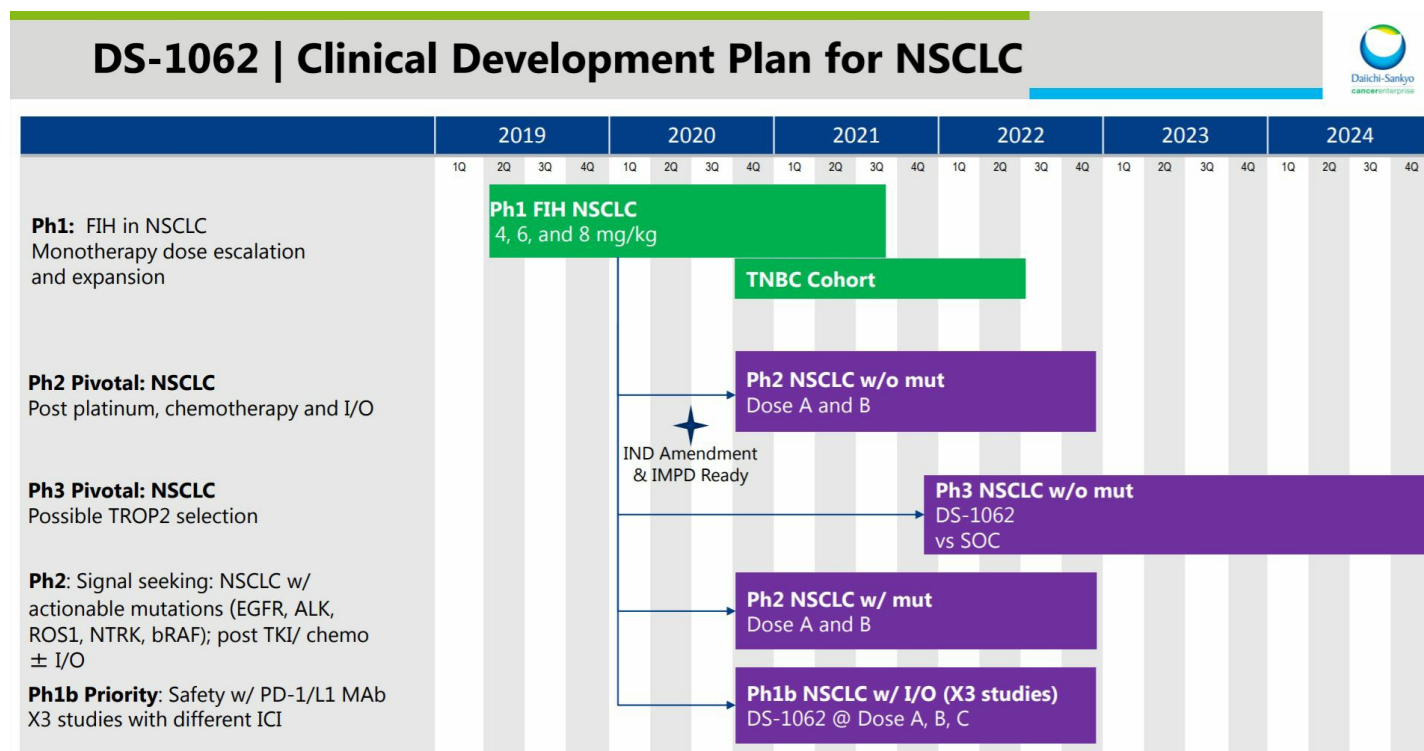 DS-1062 | Clinical Development Plan for NSCLC
Daiichi-Sankyo
cancerenterprise
2019 2020 2021 2022 2023 2024
1Q 2Q 3Q 4Q 1Q 2Q 3Q 4Q 1Q 2Q 3Q 4Q 1Q 2Q 3Q 4Q 1Q 2Q 3Q 4Q 1Q 2Q 3Q 4Q
Ph1: FIH in NSCLC
Monotherapy dose escalation
and expansion
Ph1 FIH NSCLC
4, 6, and 8 mg/kg
TNBC Cohort
Ph2 Pivotal: NSCLC
Post platinum, chemotherapy and I/O
Ph2 NSCLC w/o mut
Dose A and B
IND Amendment
& IMPD Ready
Ph3 Pivotal: NSCLC
Possible TROP2 selection
Ph3 NSCLC w/o mut
DS-1062
vs SOC
Ph2: Signal seeking: NSCLC w/
actionable mutations (EGFR, ALK,
ROS1, NTRK, bRAF); post TKI/ chemo
± I/O
Ph2 NSCLC w/ mut
Dose A and B
Ph1b Priority: Safety w/ PD-1/L1 MAb
X3 studies with different ICI
Ph1b NSCLC w/ I/O (X3 studies)
DS-1062 @ Dose A, B, C